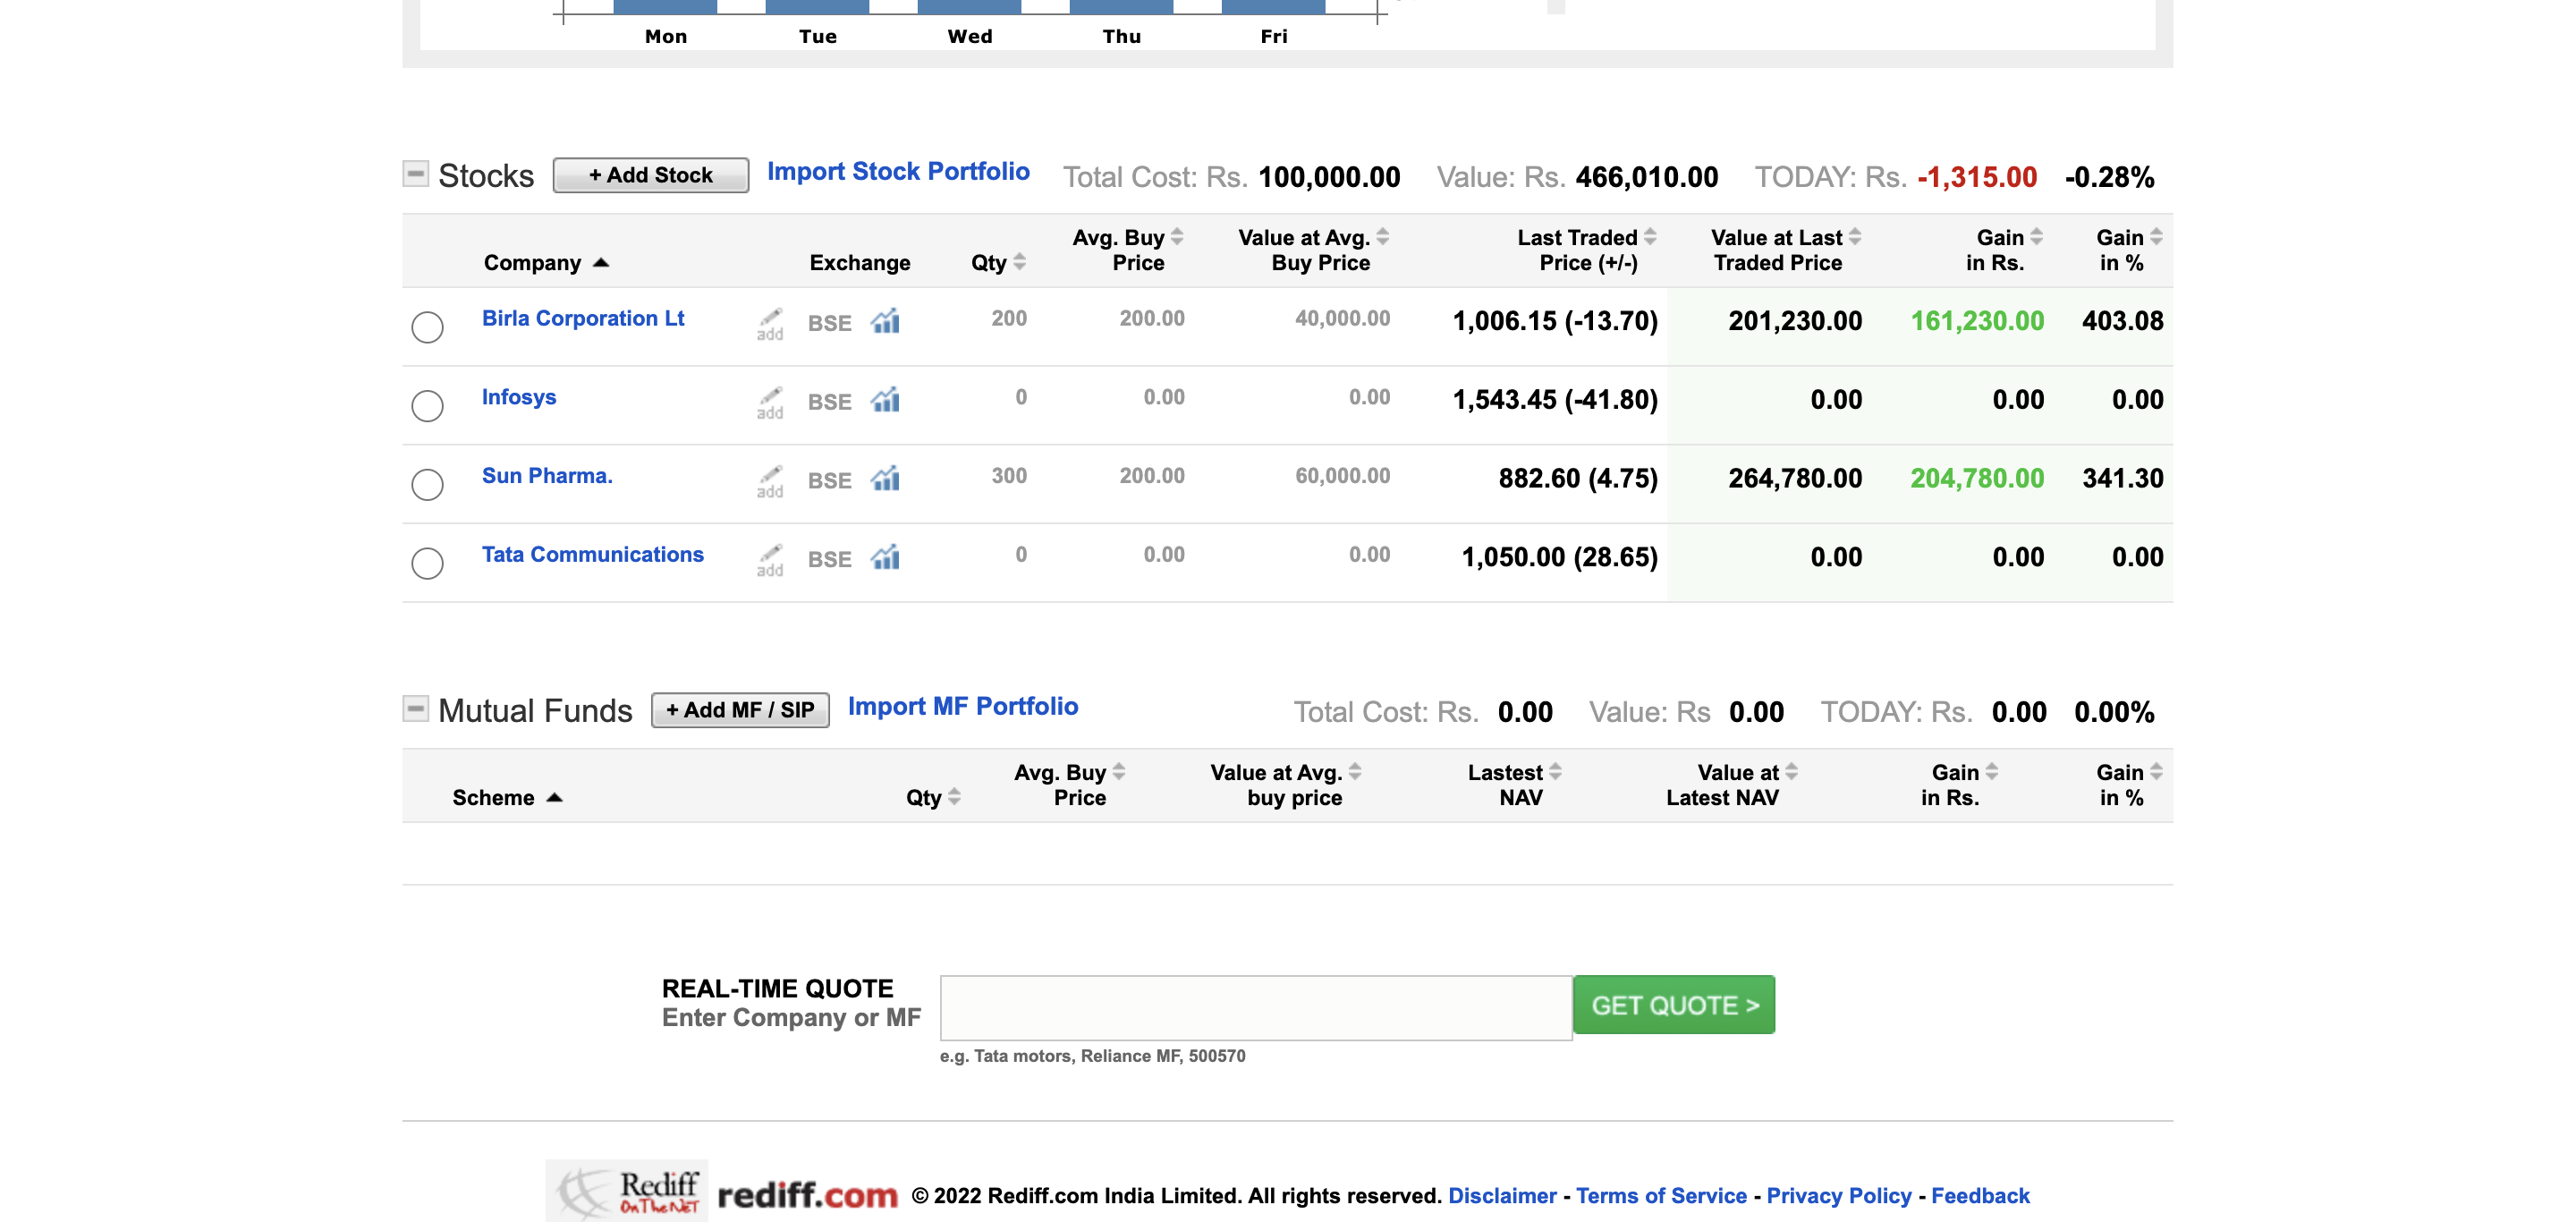 Mon Tue Wed Thu Fri
Stocks + Add Stock Import Stock Portfolio Total Cost: Rs. 100,000.00 Value: Rs. 466,010.00 TODAY: Rs. -1,315.00 -0.28%
Company Exchange Qty Avg. Buy Price Value at Avg. Buy Price Last Traded Price (+/-) Value at Last Traded Price Gain in Rs. Gain in %
Birla Corporation Lt add BSE 200 200.00 40,000.00 1,006.15 (-13.70) 201,230.00 161,230.00 403.08
Infosys add BSE 0 0.00 0.00 1,543.45 (-41.80) 0.00 0.00 0.00
Sun Pharma. add BSE 300 200.00 60,000.00 882.60 (4.75) 264,780.00 204,780.00 341.30
Tata Communications add BSE 0 0.00 0.00 1,050.00 (28.65) 0.00 0.00 0.00
Mutual Funds + Add MF / SIP Import MF Portfolio Total Cost: Rs. 0.00 Value: Rs 0.00 TODAY: Rs. 0.00 0.00%
Scheme Qty Avg. Buy Price Value at Avg. buy price Lastest NAV Value at Latest NAV Gain in Rs. Gain in %
REAL-TIME QUOTE
Enter Company or MF
GET QUOTE >
e.g. Tata motors, Reliance MF, 500570
Rediff
OnTheNeT
rediff.com © 2022 Rediff.com India Limited. All rights reserved. Disclaimer - Terms of Service - Privacy Policy - Feedback